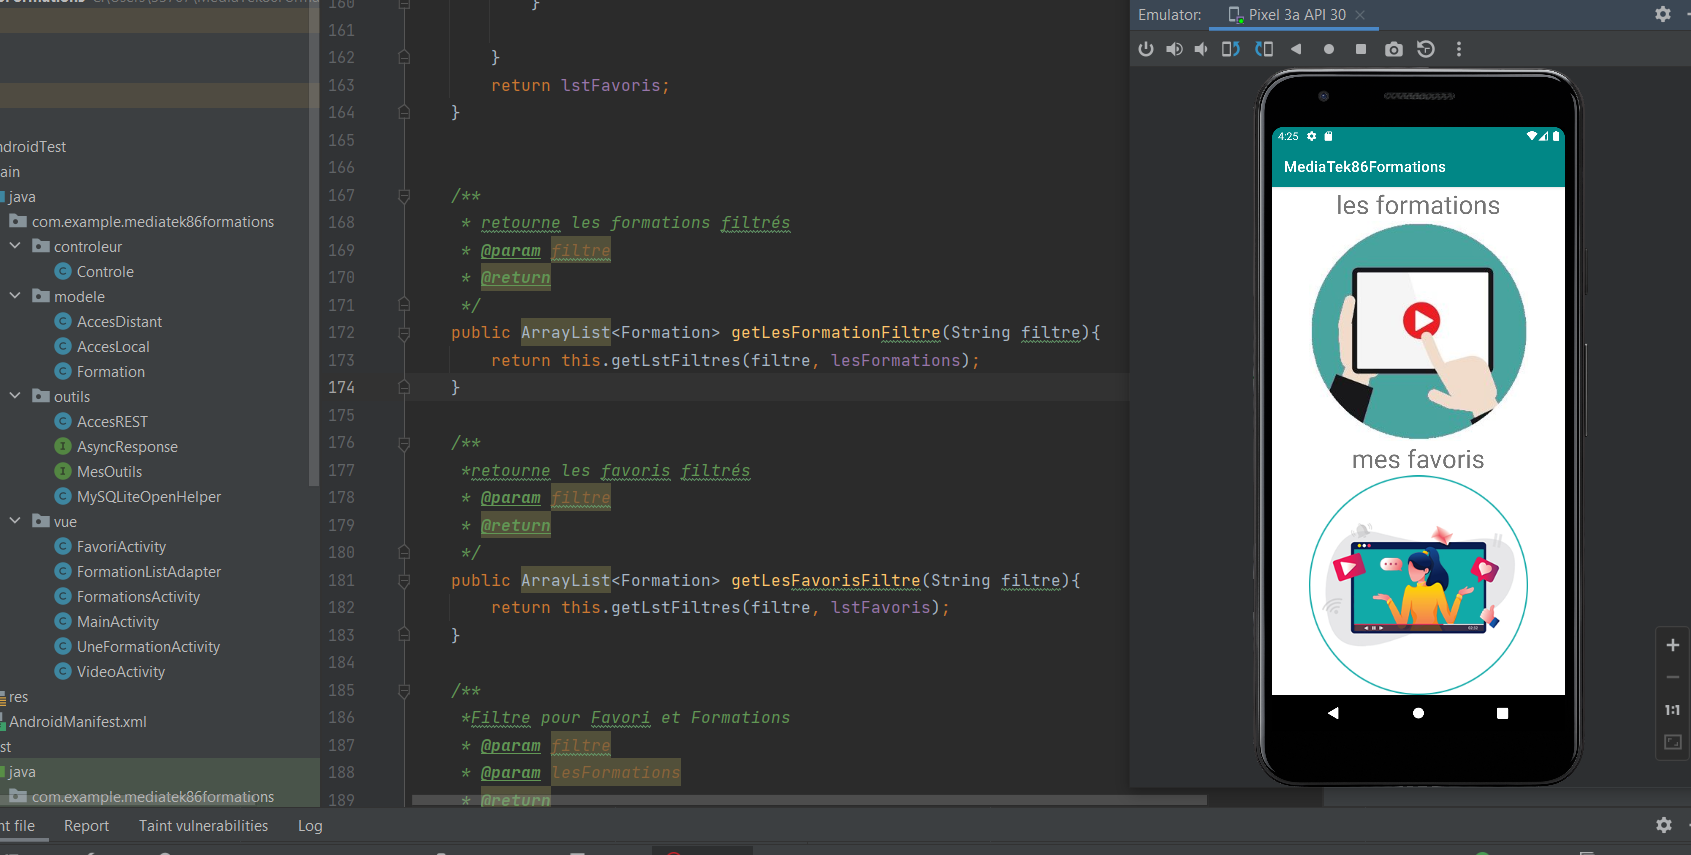 Emulator: Pixel 3a API 30
ndroidTest
ain
java
com.example.mediatek86formations
controleur
Controle
modele
AccesDistant
AccesLocal
Formation
outils
AccesREST
AsyncResponse
MesOutils
MySQLiteOpenHelper
vue
FavoriActivity
FormationListAdapter
FormationsActivity
MainActivity
UneFormationActivity
VideoActivity
res
AndroidManifest.xml
st
java
com.example.mediatek86formations
160 }
161
162 }
163 return lstFavoris;
164 }
165
166
167 /**
168 * retourne les formations filtrés
169 * @param filtre
170 * @return
171 */
172 public ArrayList<Formation> getLesFormationFiltre(String filtre){
173 return this.getLstFiltres(filtre, lesFormations);
174 }
175
176 /**
177 *retourne les favoris filtrés
178 * @param filtre
179 * @return
180 */
181 public ArrayList<Formation> getLesFavorisFiltre(String filtre){
182 return this.getLstFiltres(filtre, lstFavoris);
183 }
184
185 /**
186 *Filtre pour Favori et Formations
187 * @param filtre
188 * @param lesFormations
189 * @return
4:25
MediaTek86Formations
les formations
mes favoris
1:1
nt file Report Taint vulnerabilities Log